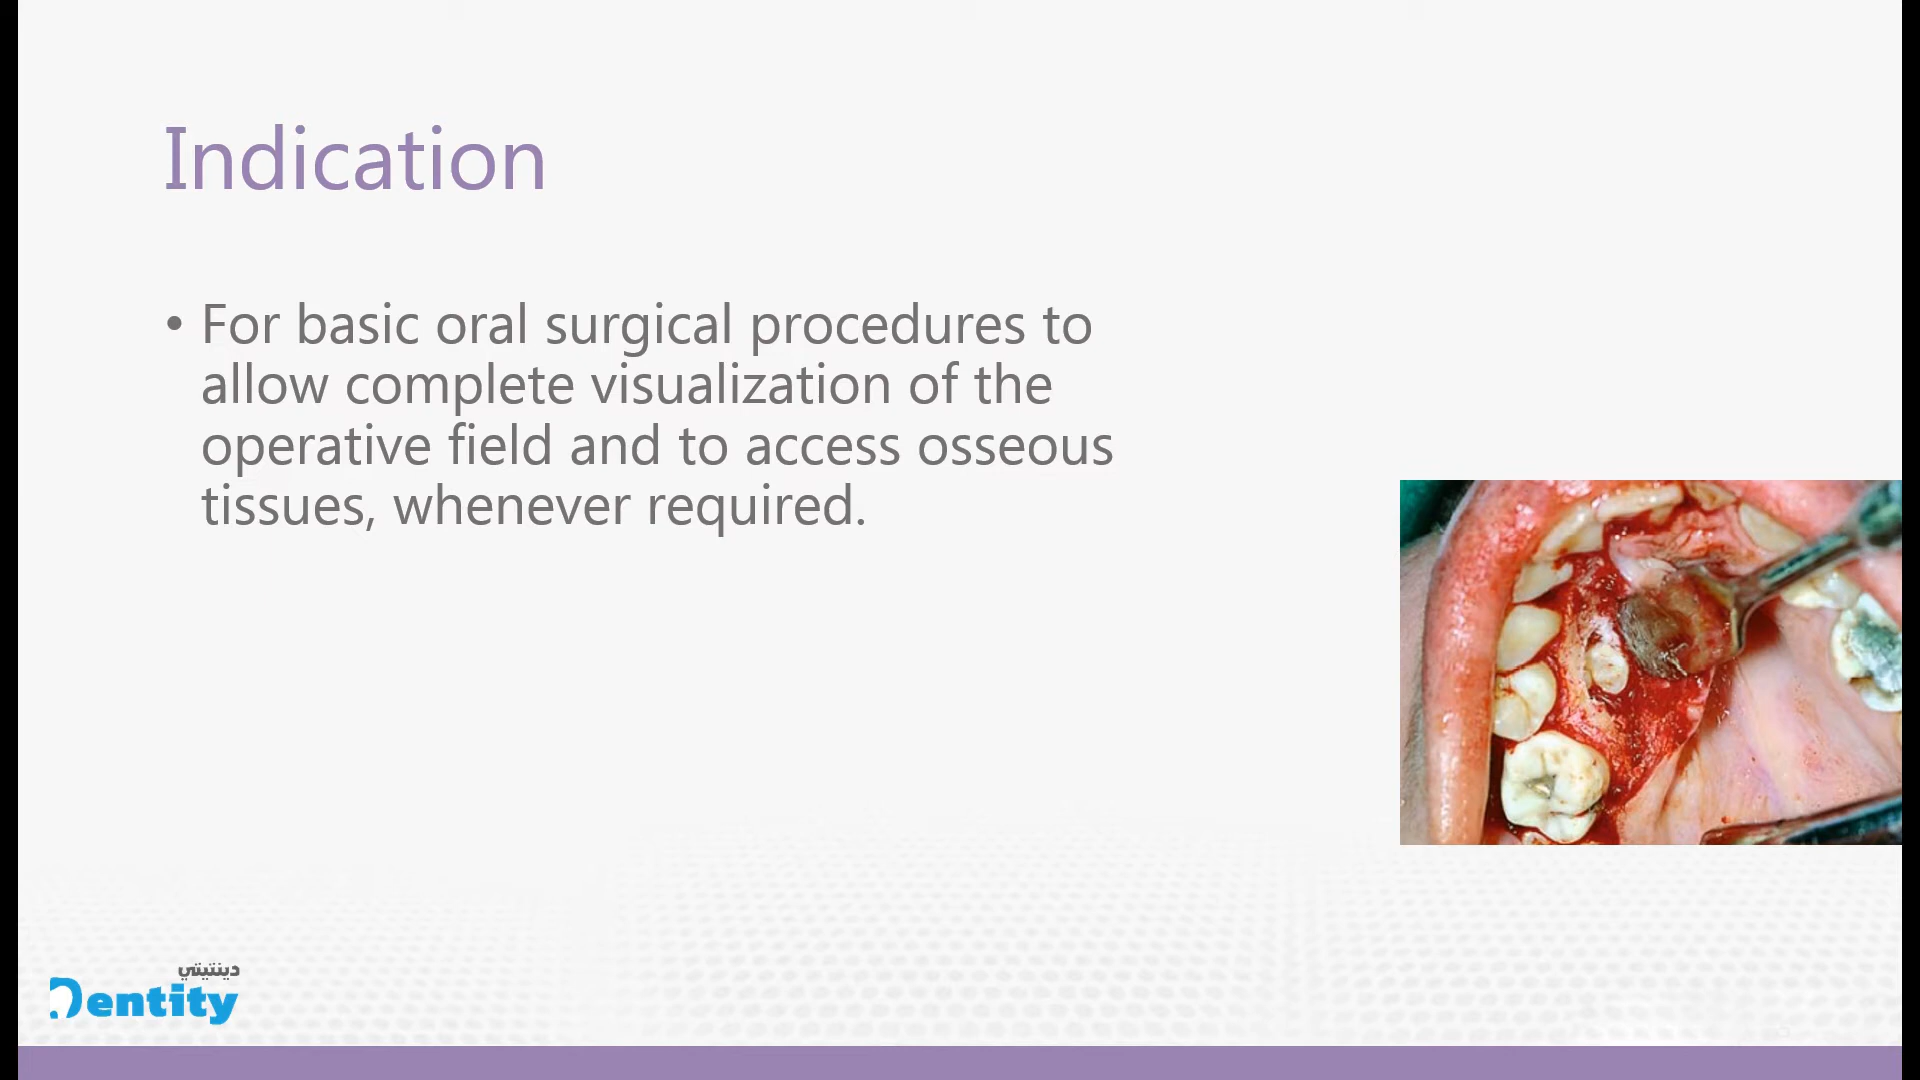 Indication
• For basic oral surgical procedures to
allow complete visualization of the
operative field and to access osseous
tissues, whenever required.
دينتيتي
Dentity